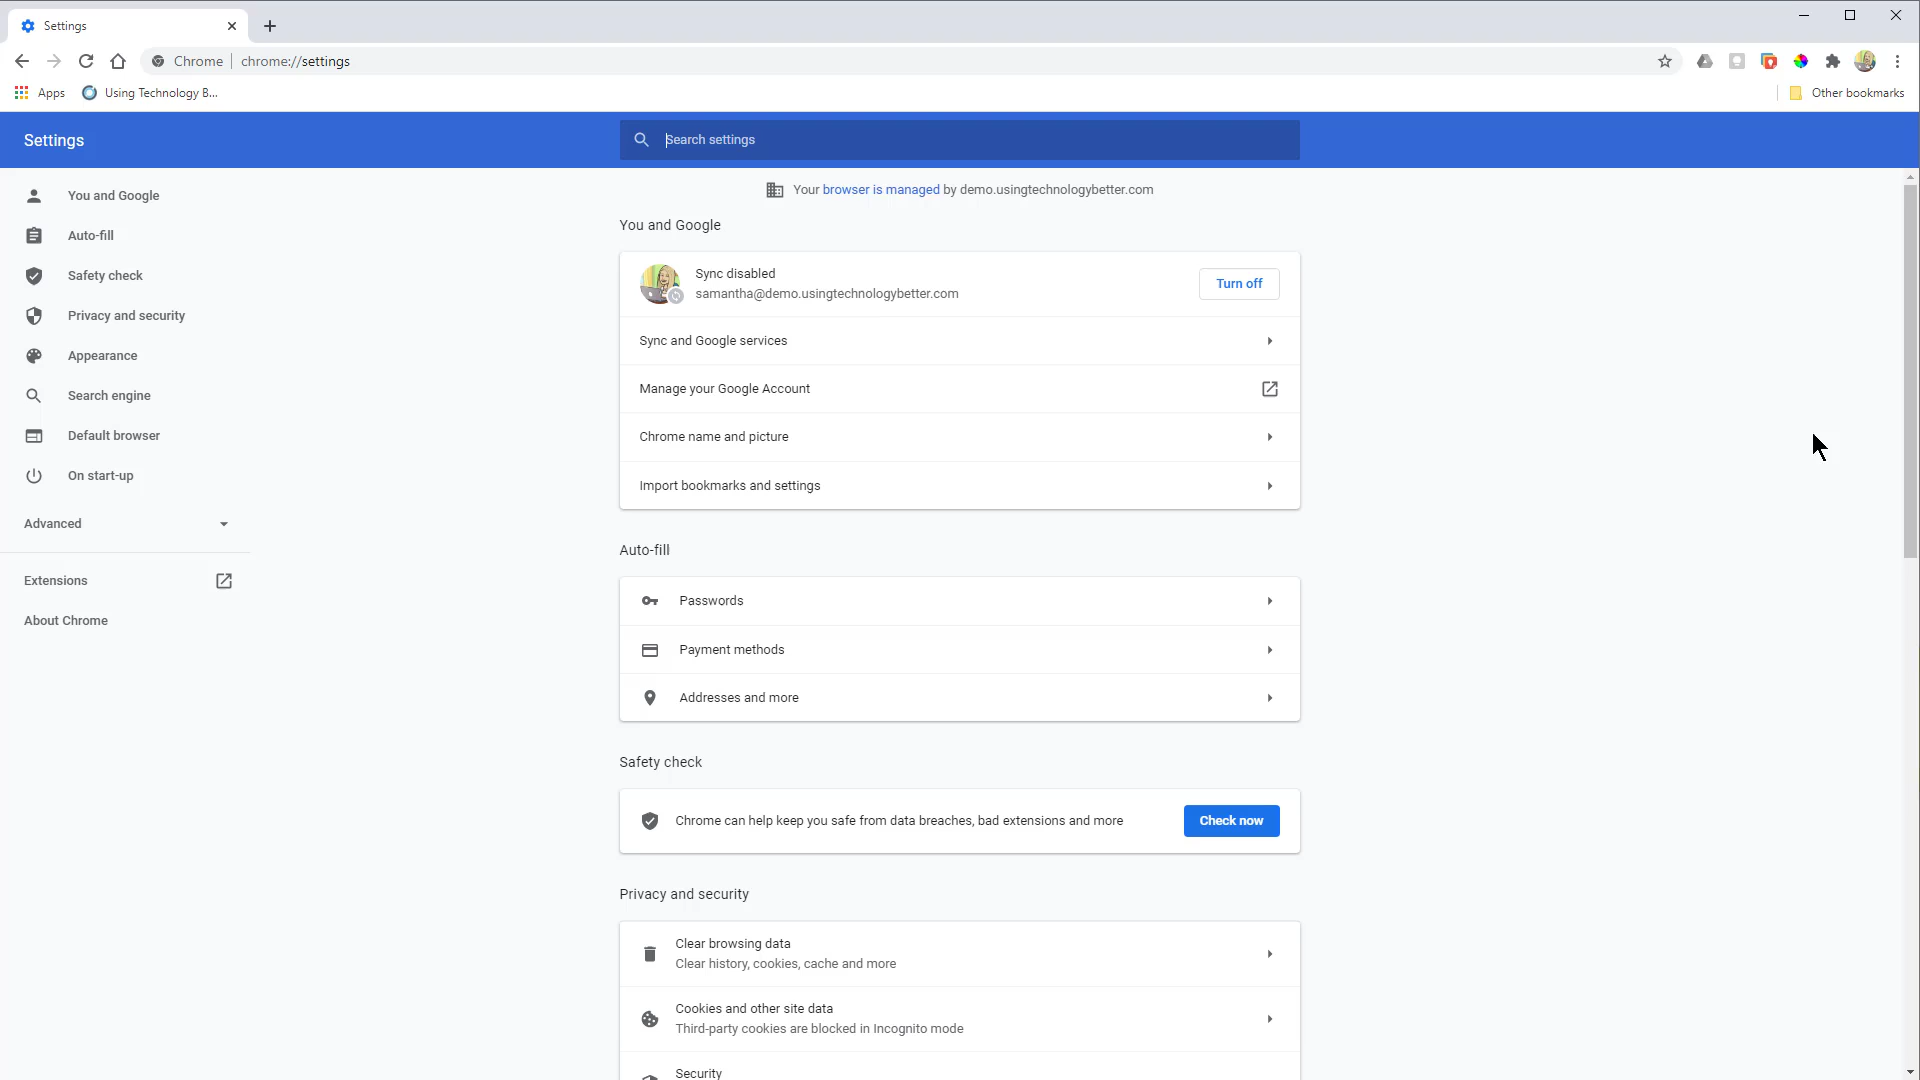 Settings
Chrome
chrome://settings
Apps
Using Technology B...
Other bookmarks
Settings
Search settings
You and Google
Auto-fill
Safety check
Privacy and security
Appearance
Search engine
Default browser
On start-up
Advanced
Extensions
About Chrome
Your browser is managed by demo.usingtechnologybetter.com
You and Google
Sync disabled
samantha@demo.usingtechnologybetter.com
Turn off
Sync and Google services
Manage your Google Account
Chrome name and picture
Import bookmarks and settings
Auto-fill
Passwords
Payment methods
Addresses and more
Safety check
Chrome can help keep you safe from data breaches, bad extensions and more
Check now
Privacy and security
Clear browsing data
Clear history, cookies, cache and more
Cookies and other site data
Third-party cookies are blocked in Incognito mode
Security